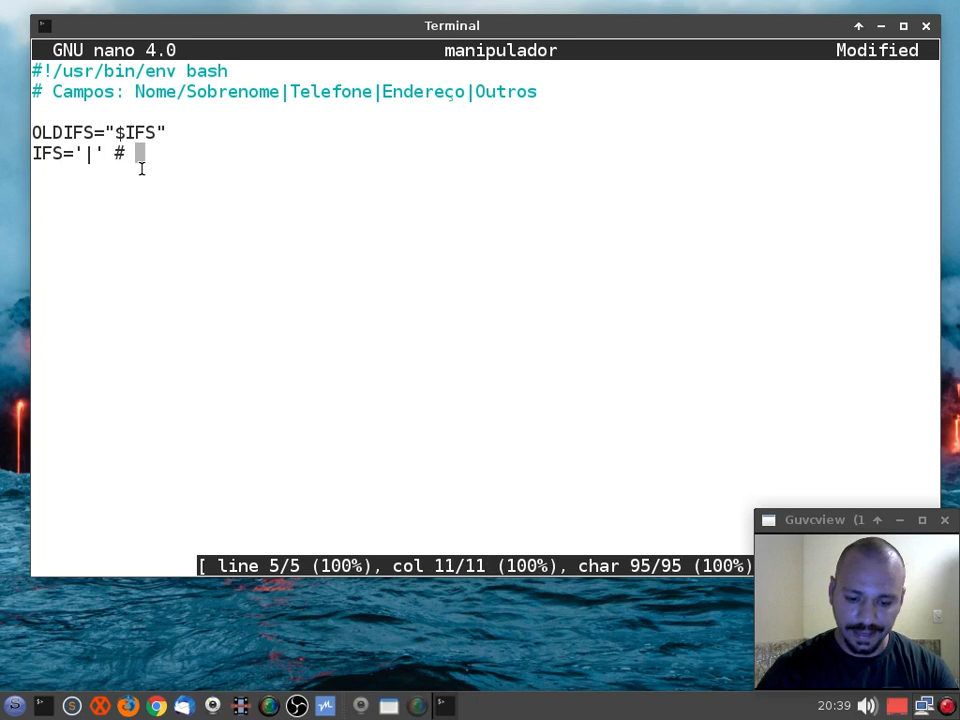 Terminal
GNU nano 4.0 manipulador Modified
#!/usr/bin/env bash
# Campos: Nome/Sobrenome|Telefone|Endereço|Outros
OLDIFS="$IFS"
IFS='|' #
[ line 5/5 (100%), col 11/11 (100%), char 95/95 (100%)
Guvcview (1
20:39